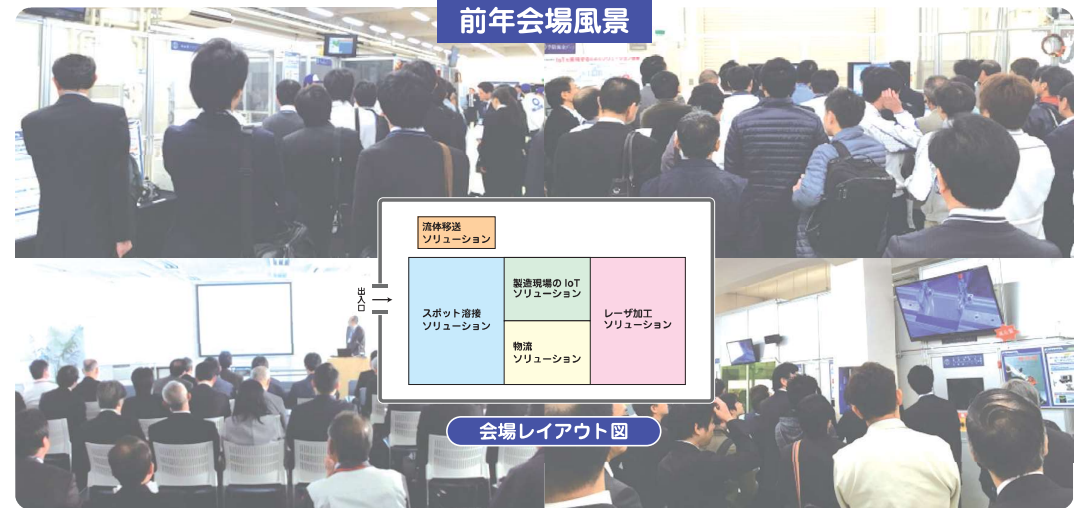 前年会場風景
流体移送
ソリューション
出入口
スポット溶接
ソリューション
製造現場の IoT
ソリューション
物流
ソリューション
レーザ加工
ソリューション
会場レイアウト図